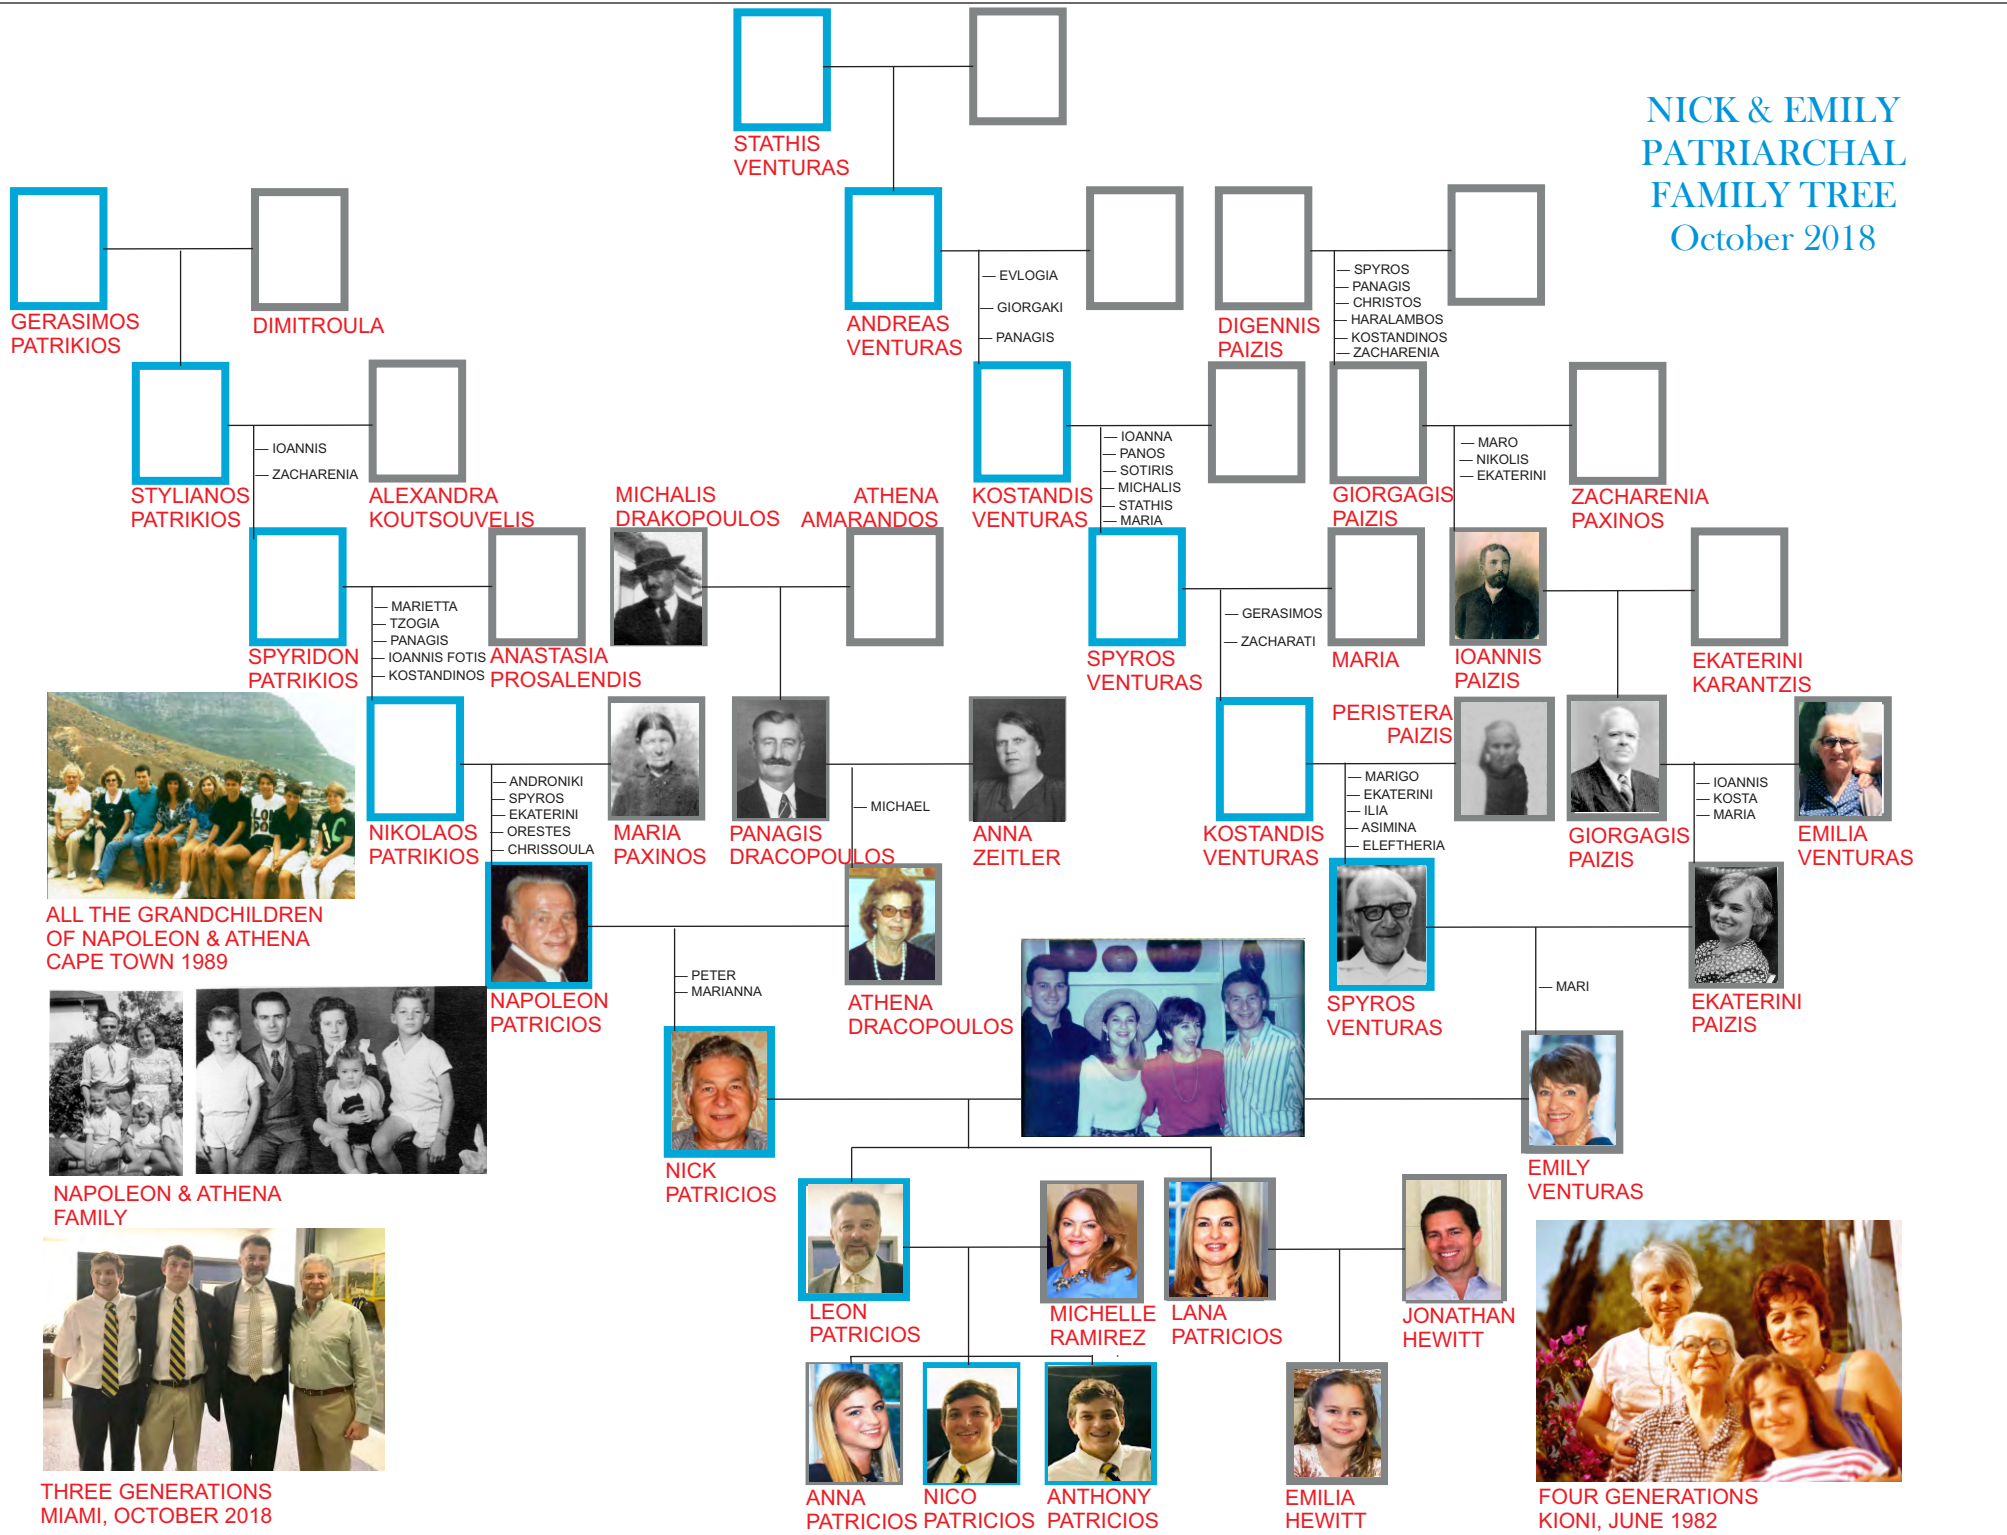 NICK & EMILY
PATRIARCHAL
FAMILY TREE
October 2018
STATHIS
VENTURAS
GERASIMOS
PATRIKIOS
DIMITROULA
ANDREAS
VENTURAS
EVLOGIA
GIORGAKI
PANAGIS
DIGENNIS
PAIZIS
SPYROS
PANAGIS
CHRISTOS
HARALAMBOS
KOSTANDINOS
ZACHARENIA
STYLIANOS
PATRIKIOS
IOANNIS
ZACHARENIA
ALEXANDRA
KOUTSOUVELIS
MICHALIS
DRAKOPOULOS
ATHENA
AMARANDOS
KOSTANDIS
VENTURAS
IOANNA
PANOS
SOTIRIS
MICHALIS
STATHIS
MARIA
GIORGAGIS
PAIZIS
MARO
NIKOLIS
EKATERINI
ZACHARENIA
PAXINOS
SPYRIDON
PATRIKIOS
MARIETTA
TZOGIA
PANAGIS
IOANNIS FOTIS
KOSTANDINOS
ANASTASIA
PROSALENDIS
SPYROS
VENTURAS
GERASIMOS
ZACHARATI
MARIA
IOANNIS
PAIZIS
EKATERINI
KARANTZIS
NIKOLAOS
PATRIKIOS
ANDRONIKI
SPYROS
EKATERINI
ORESTES
CHRISSOULA
MARIA
PAXINOS
PANAGIS
DRACOPOULOS
MICHAEL
ANNA
ZEITLER
KOSTANDIS
VENTURAS
PERISTERA
PAIZIS
MARIGO
EKATERINI
ILIA
ASIMINA
ELEFTHERIA
GIORGAGIS
PAIZIS
IOANNIS
KOSTA
MARIA
EMILIA
VENTURAS
ALL THE GRANDCHILDREN
OF NAPOLEON & ATHENA
CAPE TOWN 1989
NAPOLEON
PATRICIOS
PETER
MARIANNA
ATHENA
DRACOPOULOS
SPYROS
VENTURAS
MARI
EKATERINI
PAIZIS
NAPOLEON & ATHENA
FAMILY
NICK
PATRICIOS
EMILY
VENTURAS
LEON
PATRICIOS
MICHELLE
RAMIREZ
LANA
PATRICIOS
JONATHAN
HEWITT
THREE GENERATIONS
MIAMI, OCTOBER 2018
ANNA
PATRICIOS
NICO
PATRICIOS
ANTHONY
PATRICIOS
EMILIA
HEWITT
FOUR GENERATIONS
KIONI, JUNE 1982